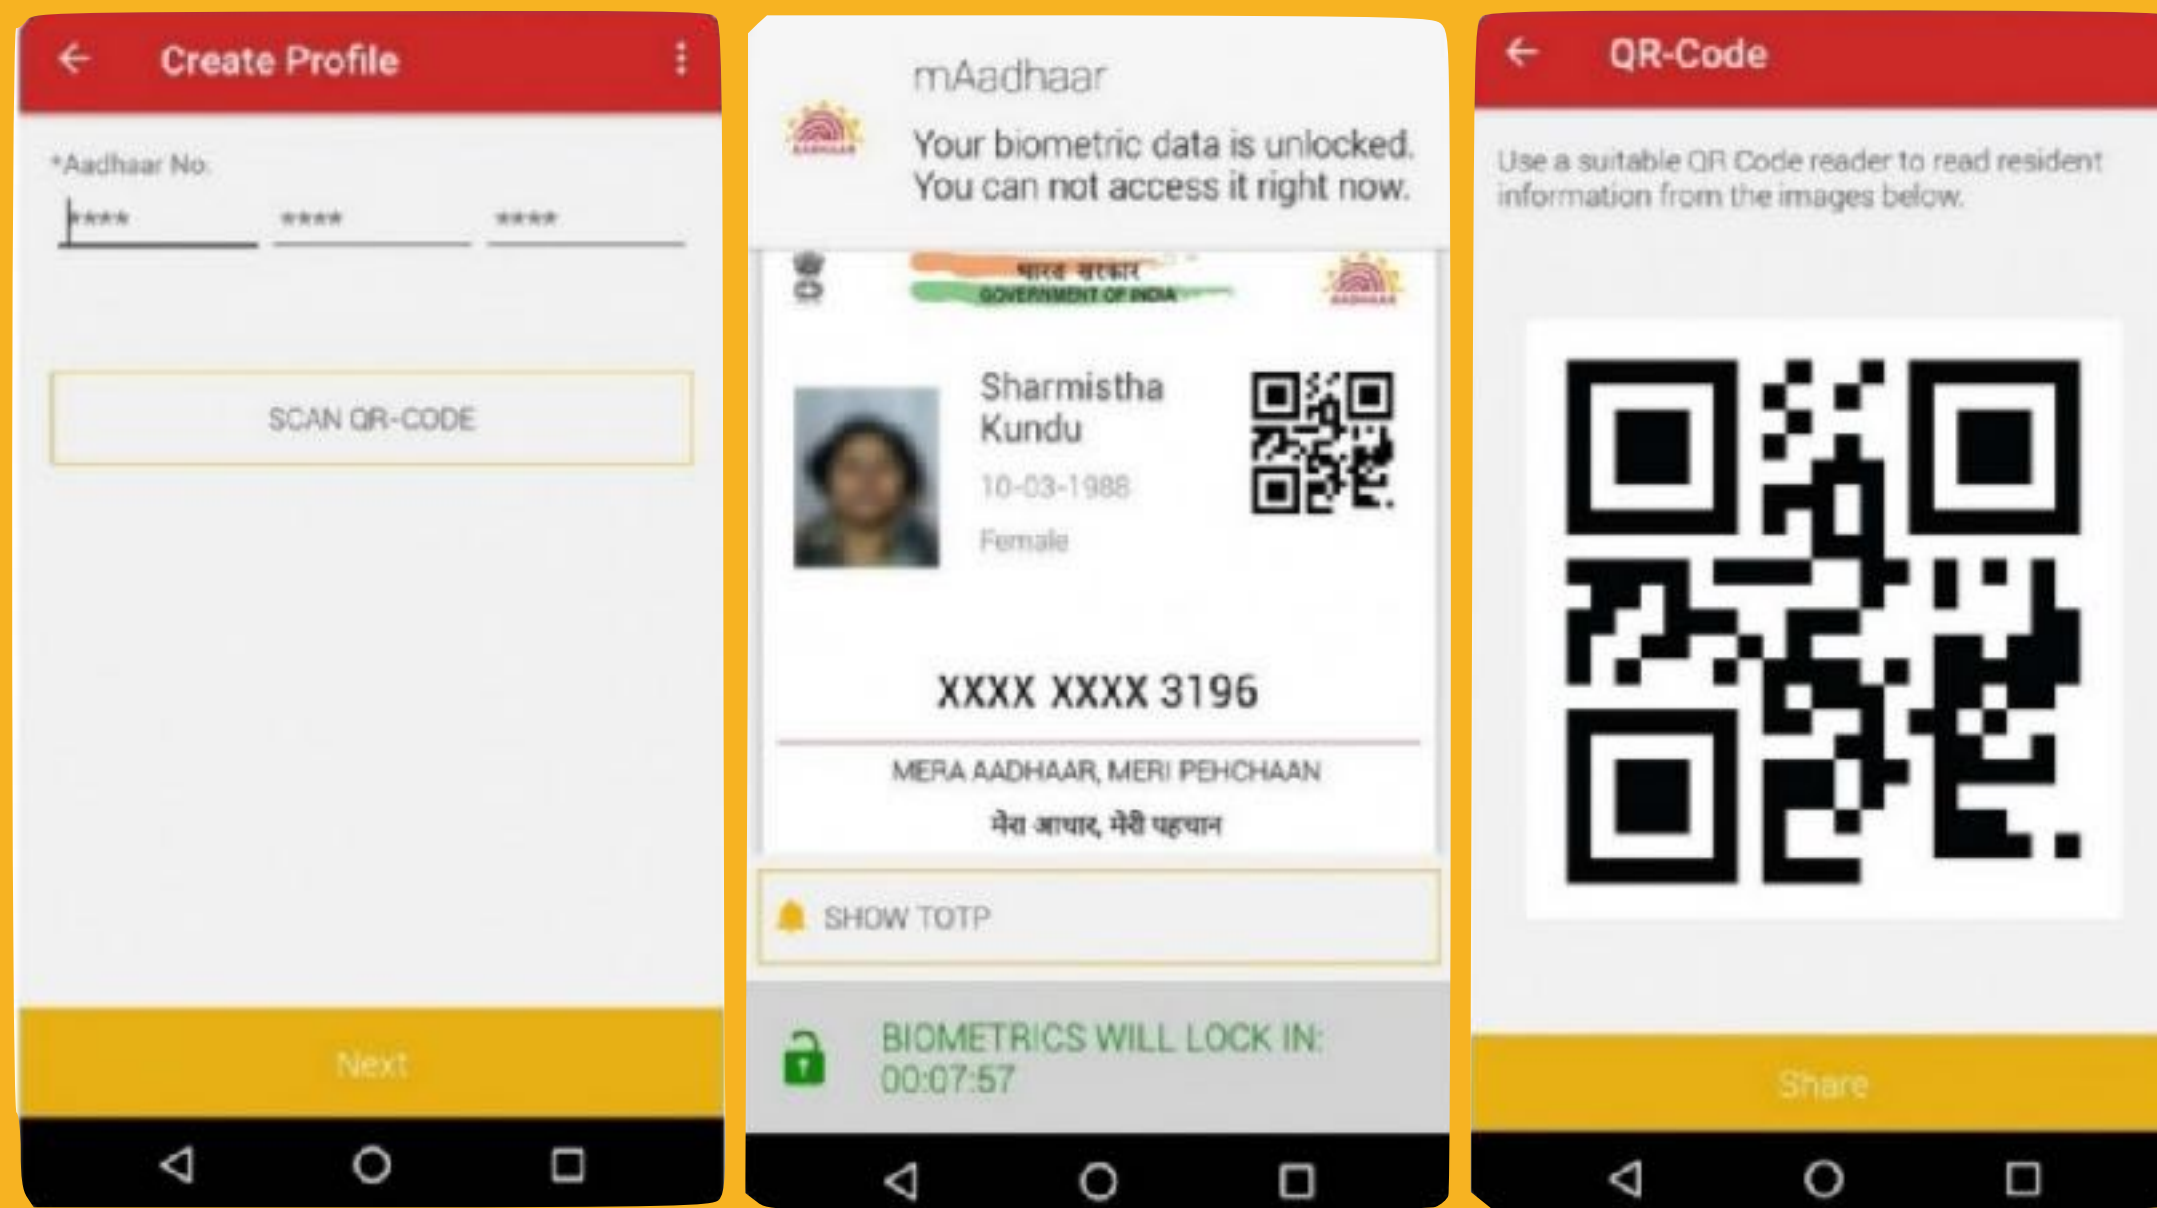 Create Profile
*Aadhaar No.
**** **** ****
SCAN QR-CODE
Next
mAadhaar
Your biometric data is unlocked.
You can not access it right now.
भारत सरकार
GOVERNMENT OF INDIA
AADHAAR
AADHAAR
Sharmistha
Kundu
10-03-1988
Female
XXXX XXXX 3196
MERA AADHAAR, MERI PEHCHAAN
मेरा आधार, मेरी पहचान
SHOW TOTP
BIOMETRICS WILL LOCK IN:
00:07:57
QR-Code
Use a suitable QR Code reader to read resident
information from the images below.
Share